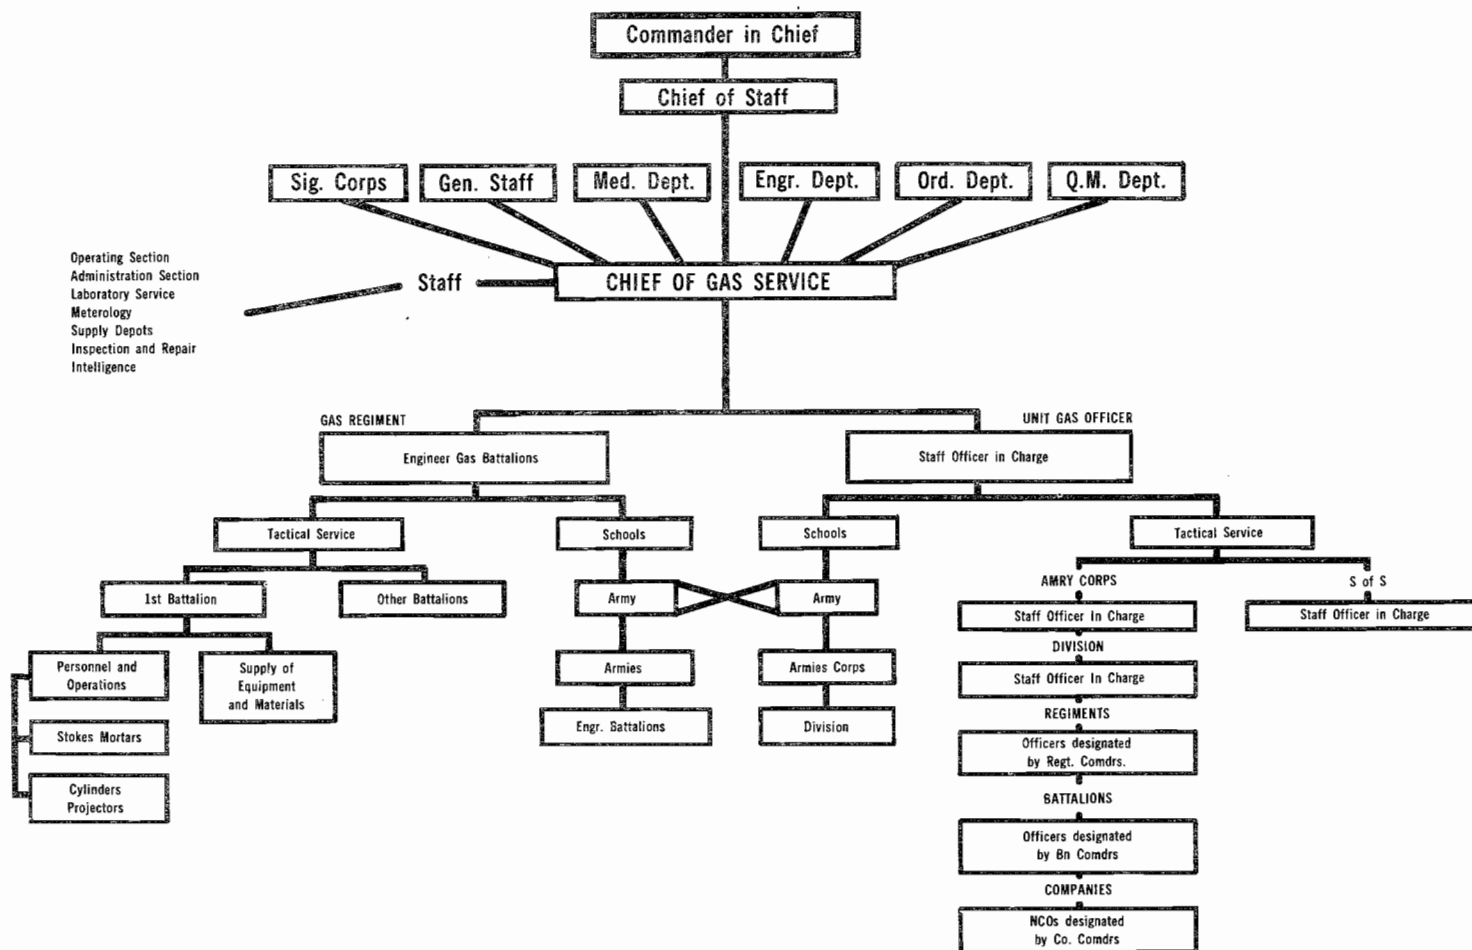 Commander in Chief
Chief of Staff
Sig. Corps
Gen. Staff
Med. Dept.
Engr. Dept.
Ord. Dept.
Q.M. Dept.
Operating Section
Administration Section
Laboratory Service
Meterology
Supply Depots
Inspection and Repair
Intelligence
Staff
CHIEF OF GAS SERVICE
GAS REGIMENT
Engineer Gas Battalions
UNIT GAS OFFICER
Staff Officer in Charge
Tactical Service
Schools
Schools
Tactical Service
1st Battalion
Other Battalions
Army
Army
AMRY CORPS
Staff Officer In Charge
S of S
Staff Officer in Charge
Personnel and
Operations
Supply of
Equipment
and Materials
Armies
Armies Corps
DIVISION
Staff Officer In Charge
Stokes Mortars
Engr. Battalions
Division
REGIMENTS
Officers designated
by Regt. Comdrs.
Cylinders
Projectors
BATTALIONS
Officers designated
by Bn Comdrs
COMPANIES
NCOs designated
by Co. Comdrs